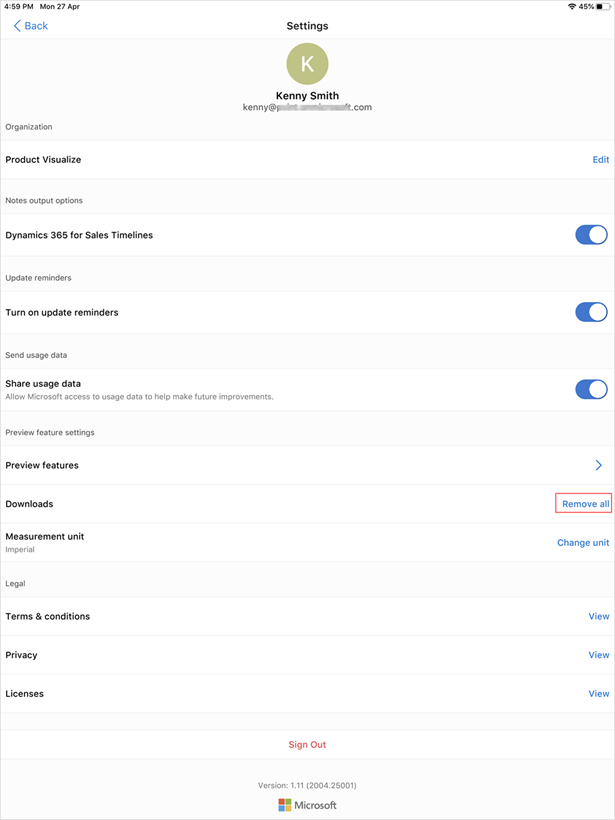 4:59 PM Mon 27 Apr 45%
Back Settings
K
Kenny Smith
kenny@ .com
Organization
Product Visualize Edit
Notes output options
Dynamics 365 for Sales Timelines
Update reminders
Turn on update reminders
Send usage data
Share usage data
Allow Microsoft access to usage data to help make future improvements.
Preview feature settings
Preview features
Downloads Remove all
Measurement unit
Imperial Change unit
Legal
Terms & conditions View
Privacy View
Licenses View
Sign Out
Version: 1.11 (2004.25001)
Microsoft